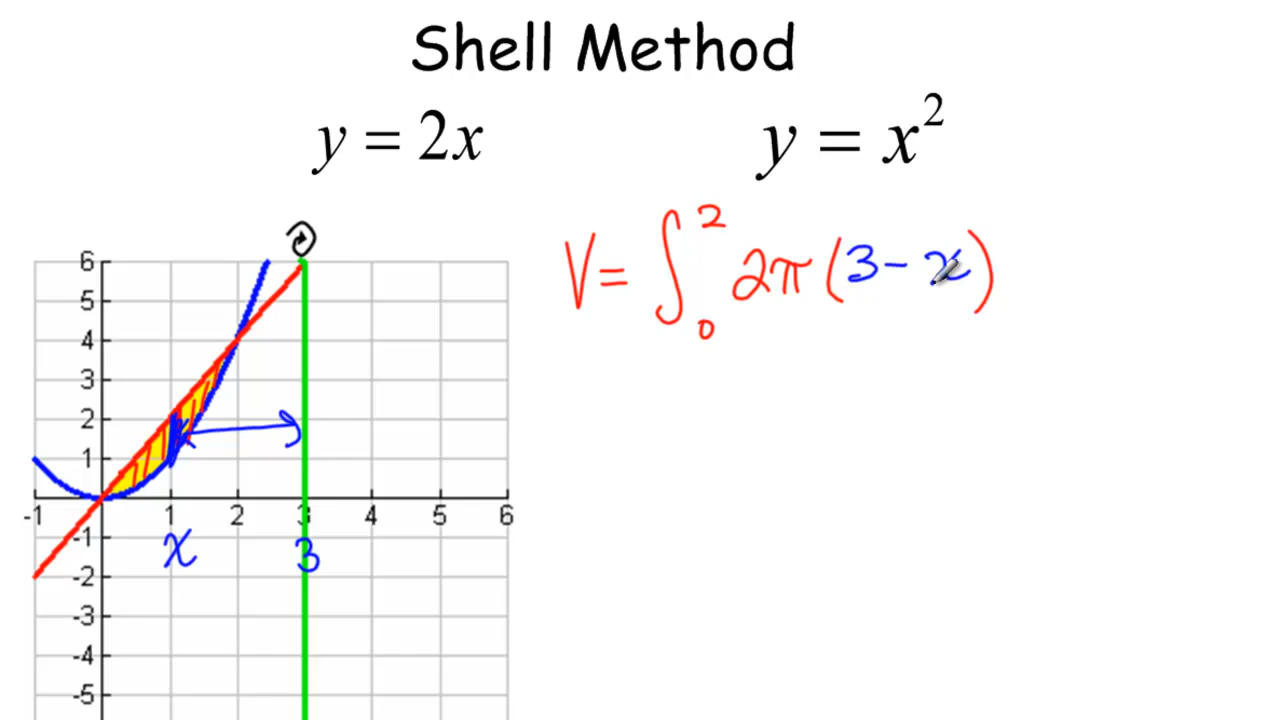 Shell Method
y = 2x
y = x²
V = ∫₀² 2π (3 - x)
6
5
4
3
2
1
-1 1 2 3 4 5 6
-1
x 3
-2
-3
-4
-5